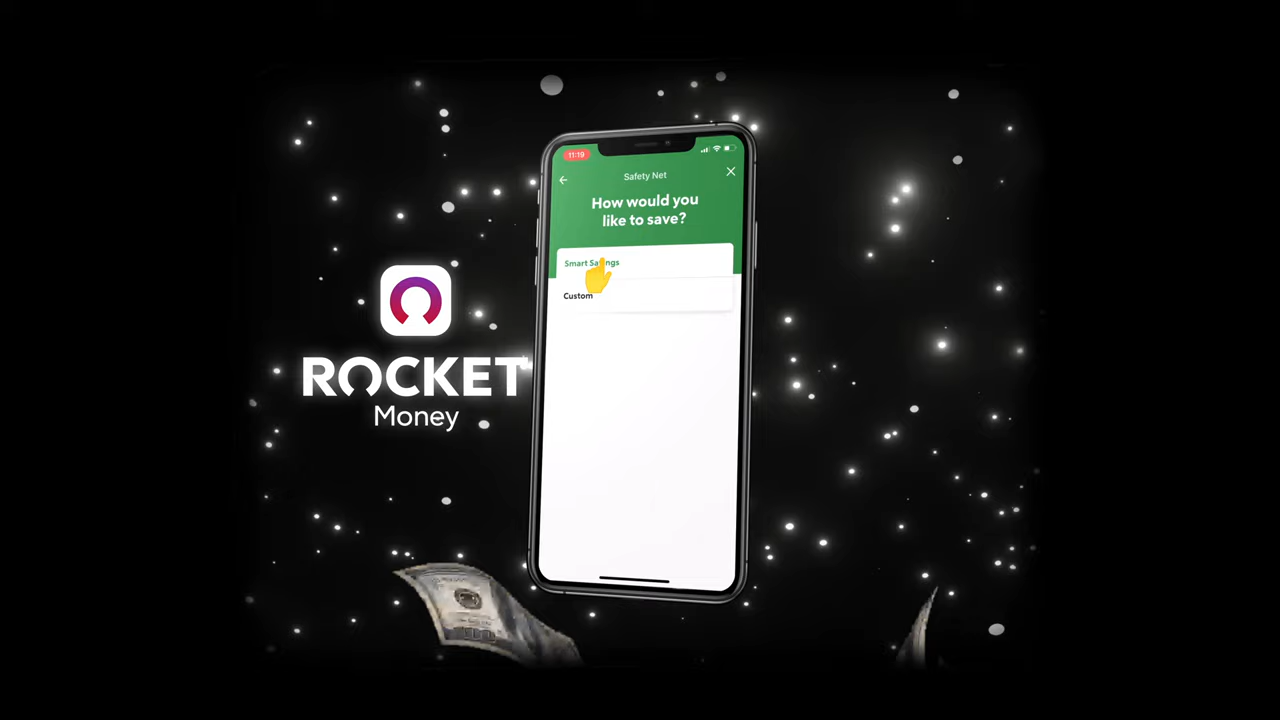 11:19
Safety Net
How would you
like to save?
Smart Savings
Custom
ROCKET
Money